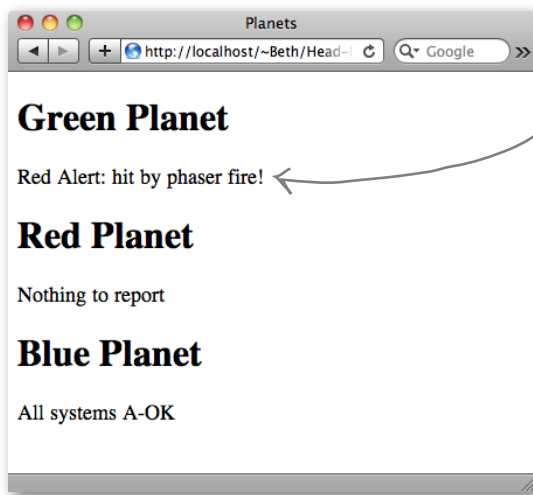 Planets
http://localhost/~Beth/Head- Google
Green Planet
Red Alert: hit by phaser fire!
Red Planet
Nothing to report
Blue Planet
All systems A-OK